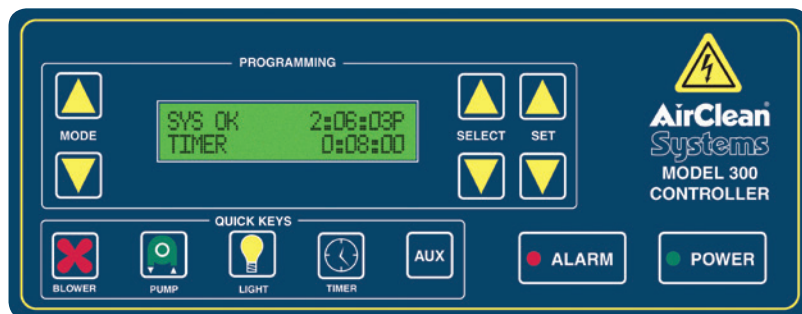 PROGRAMMING
MODE
SYS OK 2:06:03P
TIMER 0:08:00
SELECT
SET
AirClean
Systems
MODEL 300
CONTROLLER
QUICK KEYS
BLOWER
PUMP
LIGHT
TIMER
AUX
ALARM
POWER